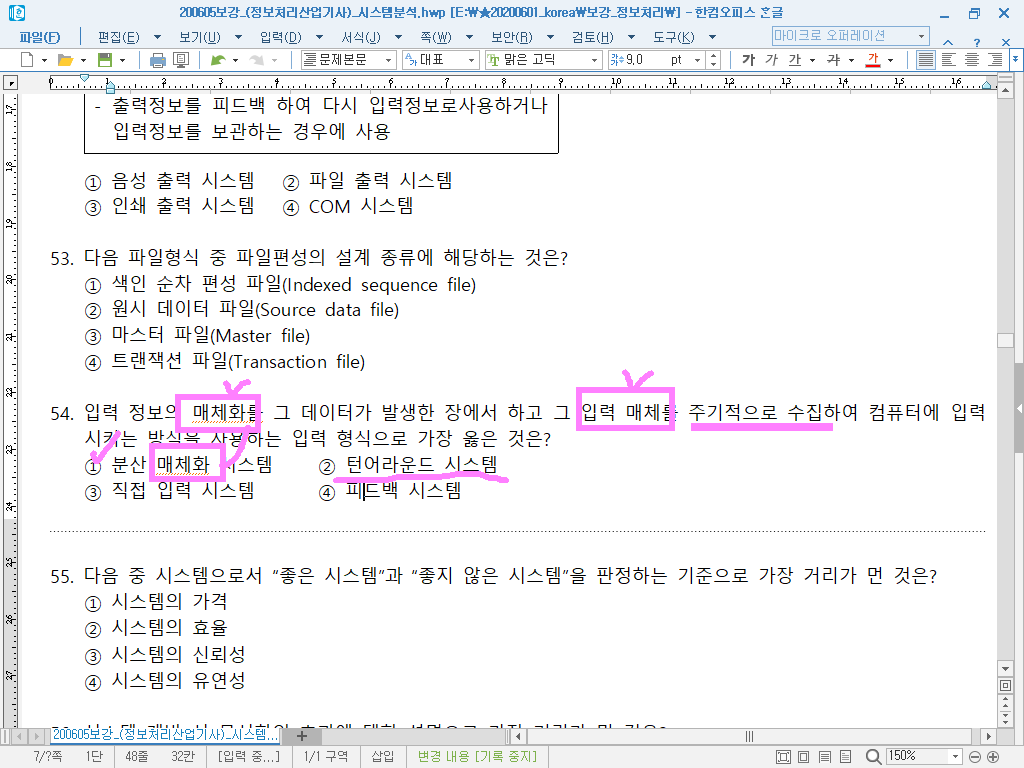 200605보강_(정보처리산업기사)_시스템분석.hwp [E:\★20200601_korea\보강_정보처리\] - 한컴오피스 한글
파일(F) 편집(E) 보기(U) 입력(D) 서식(J) 쪽(W) 보안(R) 검토(H) 도구(K) 마이크로 오퍼레이션
문제본문 대표 맑은 고딕 9,0 pt 가 가 가 가 가
- 출력정보를 피드백 하여 다시 입력정보로사용하거나
입력정보를 보관하는 경우에 사용
① 음성 출력 시스템 ② 파일 출력 시스템
③ 인쇄 출력 시스템 ④ COM 시스템
53. 다음 파일형식 중 파일편성의 설계 종류에 해당하는 것은?
① 색인 순차 편성 파일(Indexed sequence file)
② 원시 데이터 파일(Source data file)
③ 마스터 파일(Master file)
④ 트랜잭션 파일(Transaction file)
54. 입력 정보의 매체화를 그 데이터가 발생한 장에서 하고 그 입력 매체를 주기적으로 수집하여 컴퓨터에 입력
시키는 방식을 사용하는 입력 형식으로 가장 옳은 것은?
① 분산 매체화 시스템 ② 턴어라운드 시스템
③ 직접 입력 시스템 ④ 피드백 시스템
55. 다음 중 시스템으로서 “좋은 시스템”과 “좋지 않은 시스템”을 판정하는 기준으로 가장 거리가 먼 것은?
① 시스템의 가격
② 시스템의 효율
③ 시스템의 신뢰성
④ 시스템의 유연성
200605보강_(정보처리산업기사)_시스템...
7/?쪽 1단 48줄 32칸 [입력 중...] 1/1 구역 삽입 변경 내용 [기록 중지] 150%